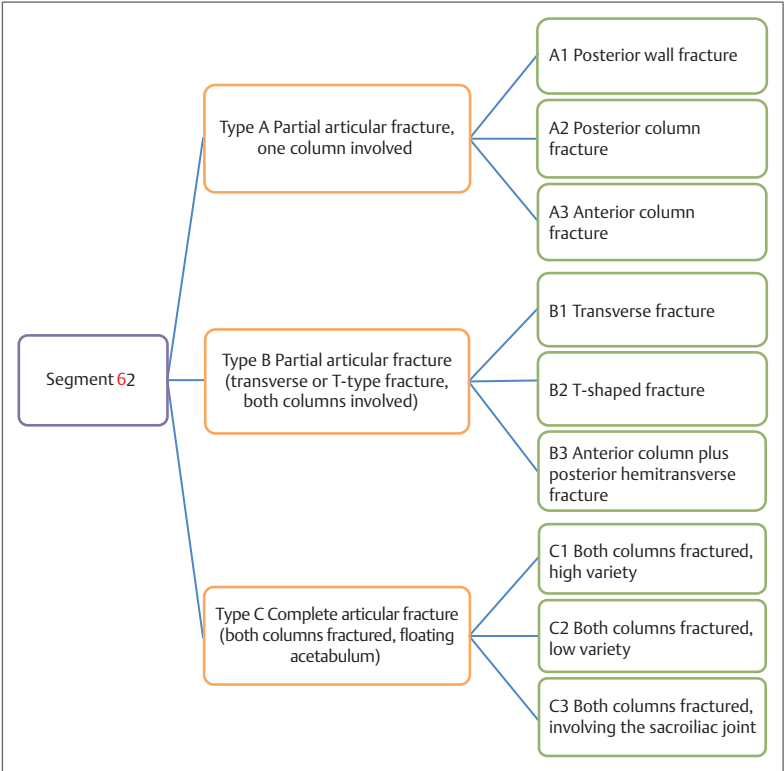 Segment 62
Type A Partial articular fracture,
one column involved
A1 Posterior wall fracture
A2 Posterior column
fracture
A3 Anterior column
fracture
Type B Partial articular fracture
(transverse or T-type fracture,
both columns involved)
B1 Transverse fracture
B2 T-shaped fracture
B3 Anterior column plus
posterior hemitransverse
fracture
Type C Complete articular fracture
(both columns fractured, floating
acetabulum)
C1 Both columns fractured,
high variety
C2 Both columns fractured,
low variety
C3 Both columns fractured,
involving the sacroiliac joint